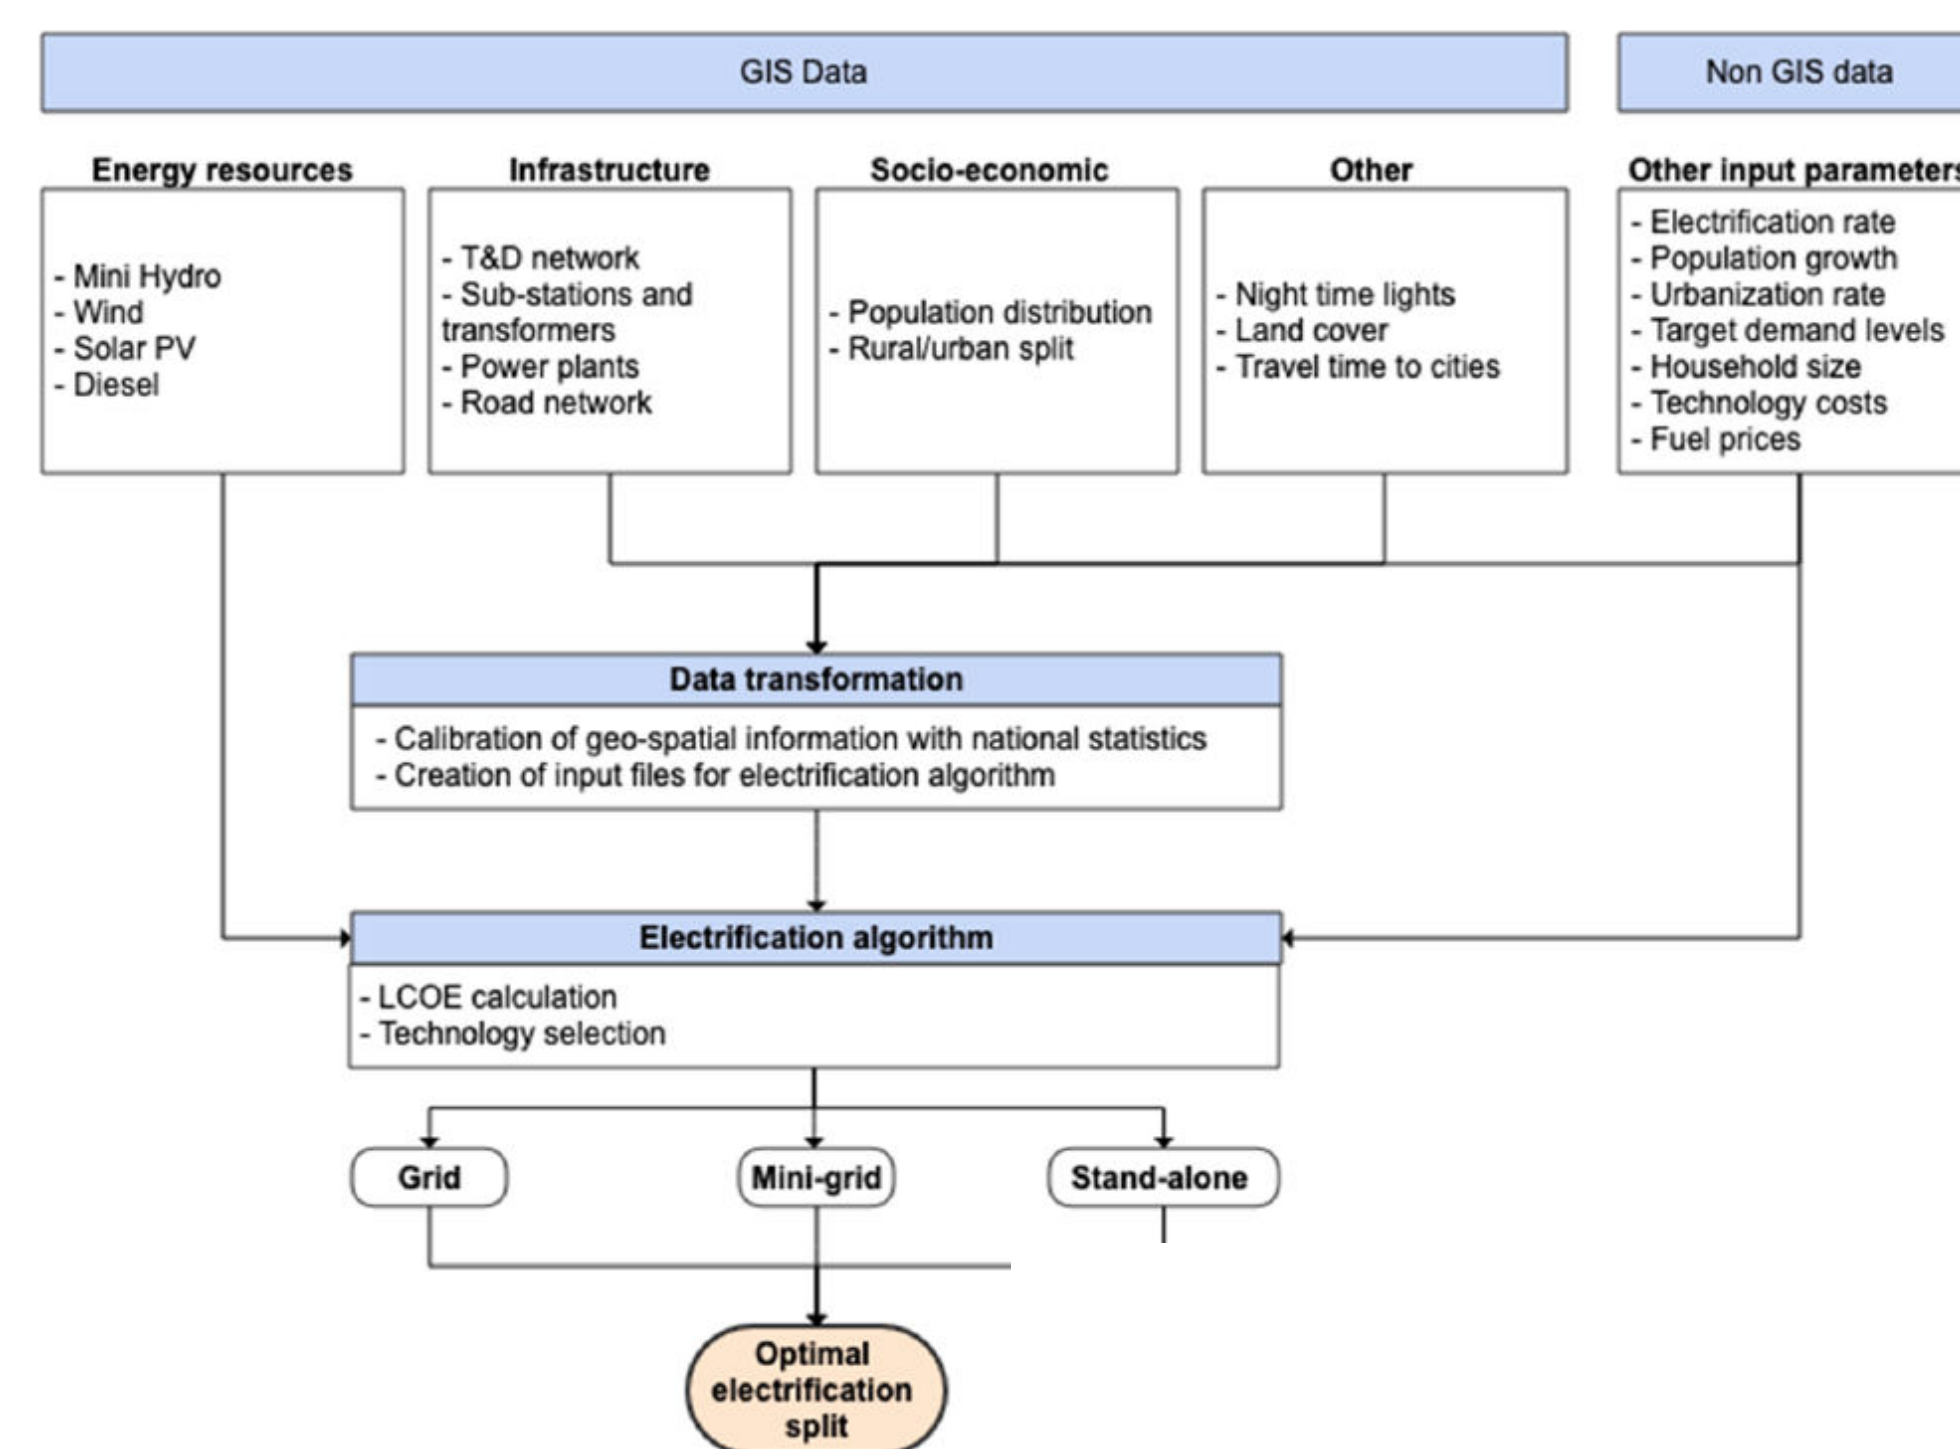 GIS Data
Non GIS data
Energy resources
- Mini Hydro
- Wind
- Solar PV
- Diesel
Infrastructure
- T&D network
- Sub-stations and
transformers
- Power plants
- Road network
Socio-economic
- Population distribution
- Rural/urban split
Other
- Night time lights
- Land cover
- Travel time to cities
Other input parameters
- Electrification rate
- Population growth
- Urbanization rate
- Target demand levels
- Household size
- Technology costs
- Fuel prices
Data transformation
- Calibration of geo-spatial information with national statistics
- Creation of input files for electrification algorithm
Electrification algorithm
- LCOE calculation
- Technology selection
Grid
Mini-grid
Stand-alone
Optimal
electrification
split